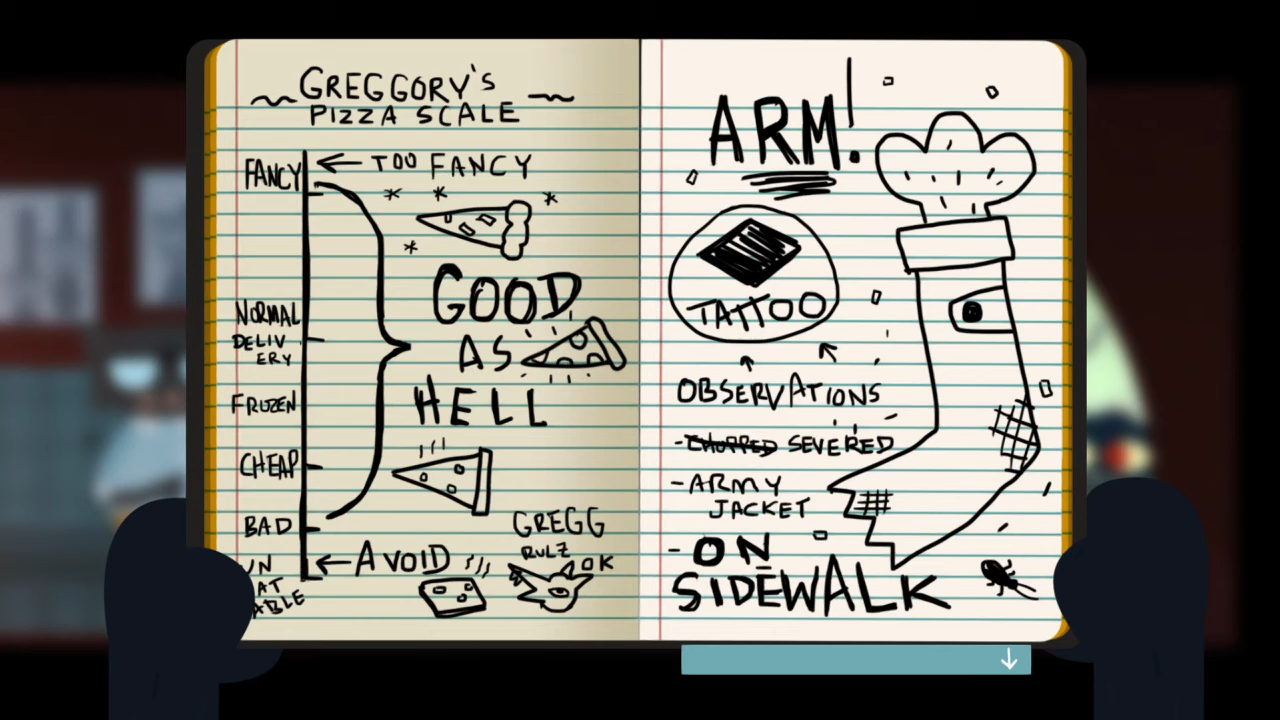 GREGGORY'S
PIZZA SCALE
FANCY
← TOO FANCY
GOOD
AS
HELL
NORMAL
DELIV
ERY
FROZEN
CHEAP
BAD
← AVOID
GREGG
RULZ
OK
ARM!
TATTOO
OBSERVATIONS
- CHOPPED SEVERED
- ARMY
JACKET
- ON
SIDEWALK